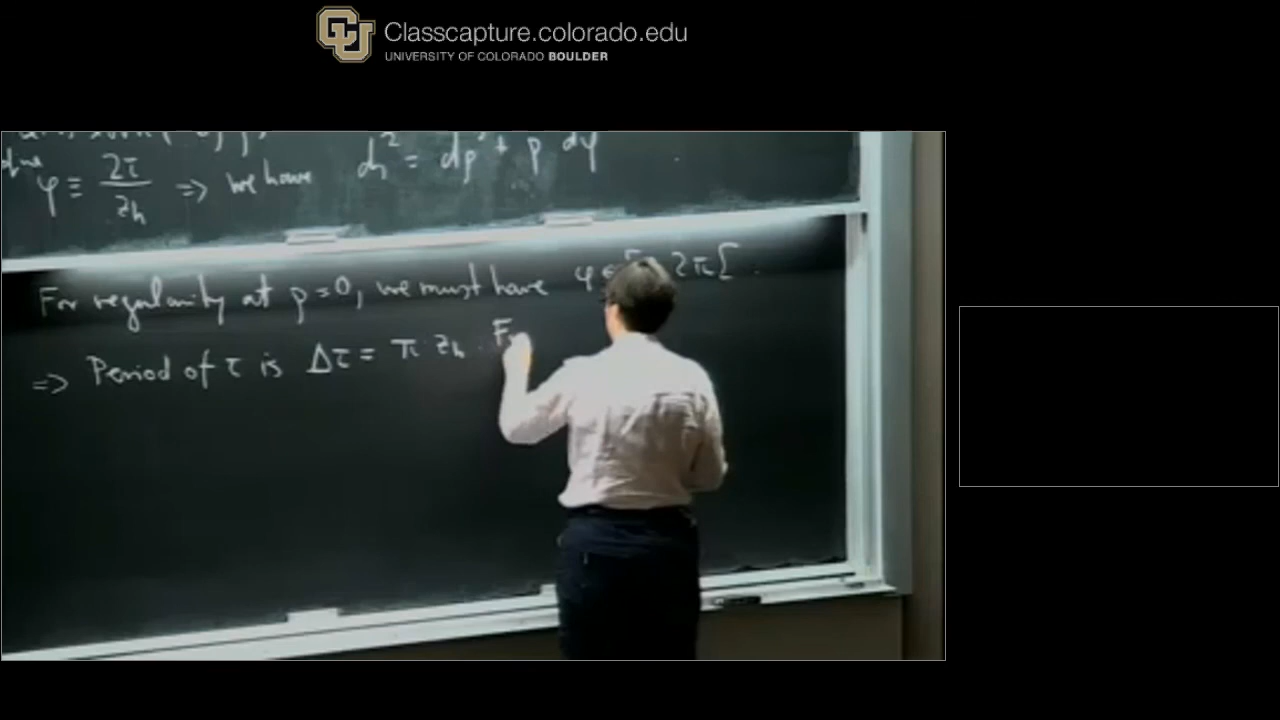 CU Classcapture.colorado.edu
UNIVERSITY OF COLORADO BOULDER
φ ≡ 2τ / z_h => we have ds² = dρ² + ρ² dφ²
For regularity at ρ=0, we must have φ ∈ [0, 2π[.
=> Period of τ is Δτ = π z_h. F